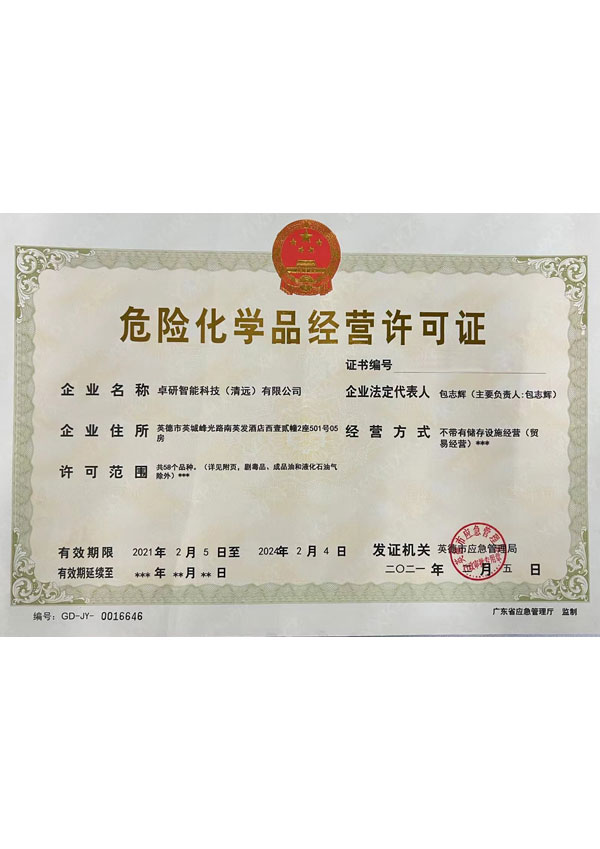 危险化学品经营许可证
证书编号
企业名称 卓研智能科技（清远）有限公司
企业法定代表人 包志辉（主要负责人:包志辉）
企业住所 英德市英城峰光路南英发酒店西壹贰幢2座501号05
房
经营方式 不带有储存设施经营（贸
易经营）***
许可范围 共58个品种。（详见附页，剧毒品、成品油和液化石油气
除外）***
有效期限 2021年 2月 5日至 2024年 2月 4日
发证机关 英德市应急管理局
有效期延续至 ***年 **月 **日
二〇二一 年 二月 五 日
编号：GD-JY- 0016646
广东省应急管理厅 监制